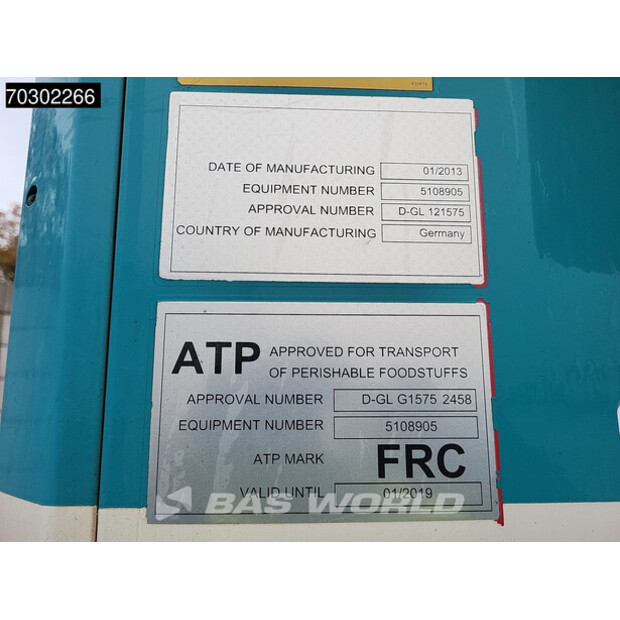 70302266
DATE OF MANUFACTURING 01/2013
EQUIPMENT NUMBER 5108905
APPROVAL NUMBER D-GL 121575
COUNTRY OF MANUFACTURING Germany
ATP APPROVED FOR TRANSPORT
OF PERISHABLE FOODSTUFFS
APPROVAL NUMBER D-GL G1575 2458
EQUIPMENT NUMBER 5108905
ATP MARK FRC
VALID UNTIL 01/2019
BAS WORLD